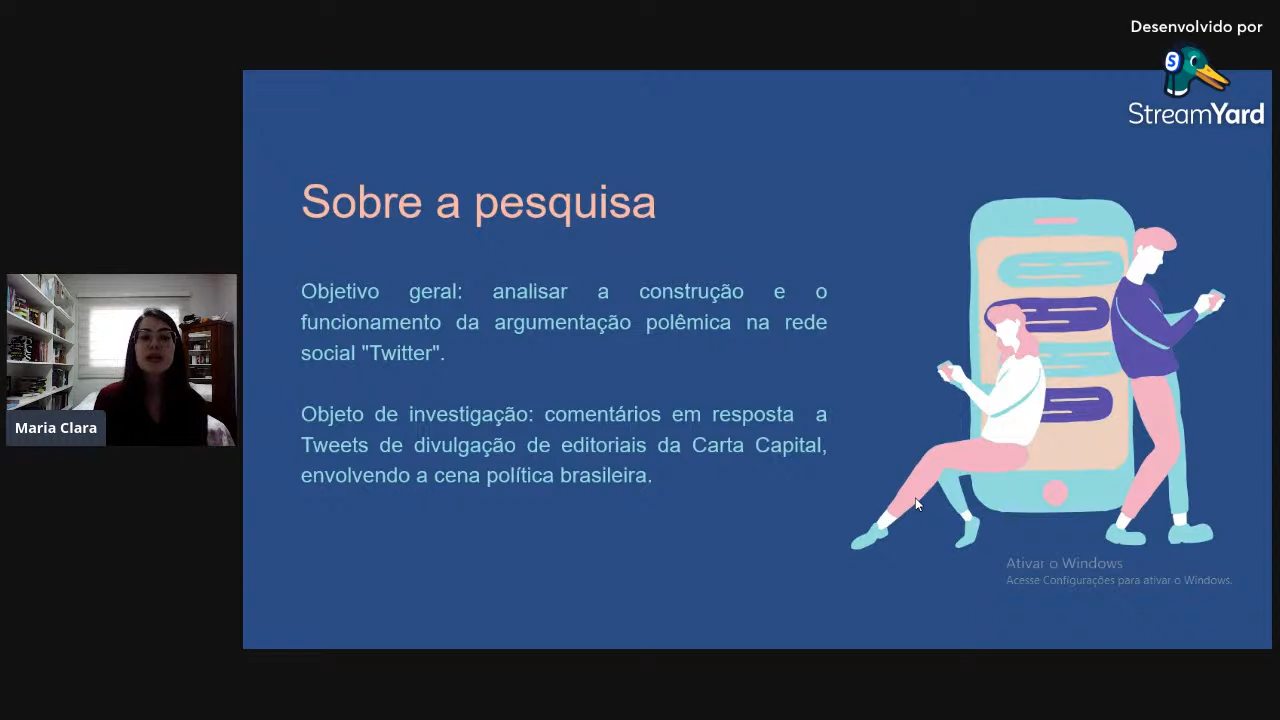 Desenvolvido por
StreamYard
Sobre a pesquisa
Objetivo geral: analisar a construção e o
funcionamento da argumentação polêmica na rede
social "Twitter".
Objeto de investigação: comentários em resposta a
Tweets de divulgação de editoriais da Carta Capital,
envolvendo a cena política brasileira.
Maria Clara
Ativar o Windows
Acesse Configurações para ativar o Windows.